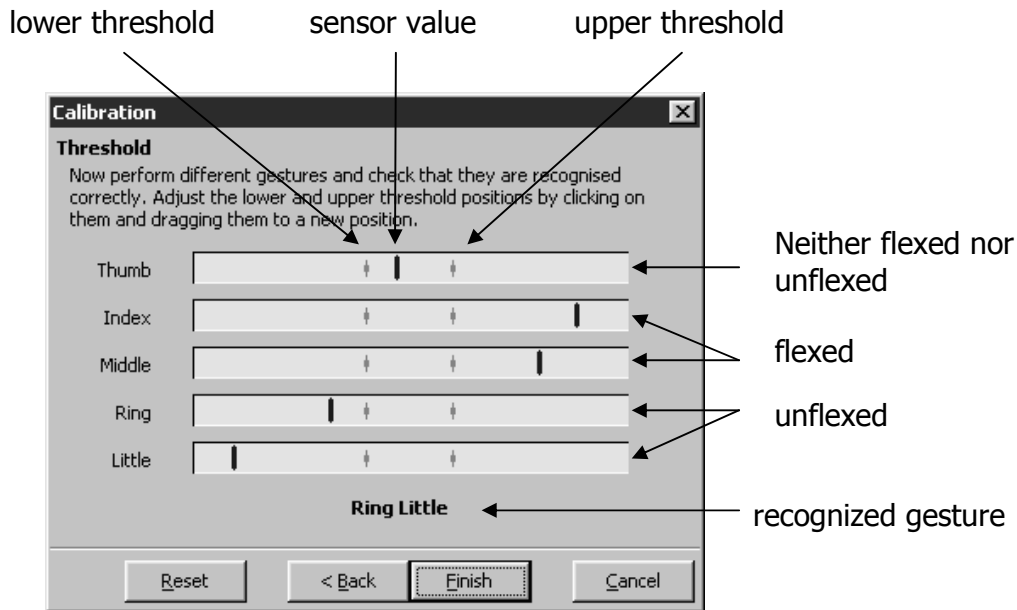 lower threshold sensor value upper threshold
Calibration
Threshold
Now perform different gestures and check that they are recognised
correctly. Adjust the lower and upper threshold positions by clicking on
them and dragging them to a new position.
Thumb
Neither flexed nor
unflexed
Index
Middle
flexed
Ring
unflexed
Little
Ring Little
recognized gesture
Reset < Back Finish Cancel